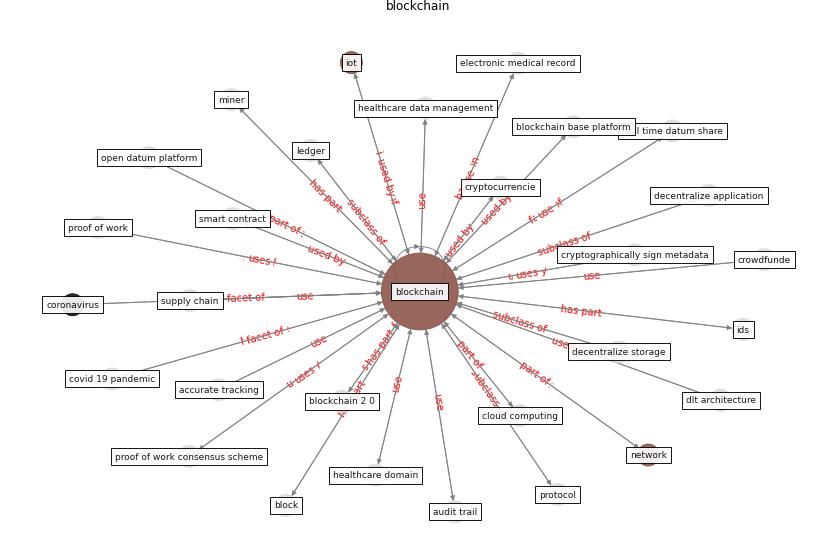 blockchain
iot
electronic medical record
miner
healthcare data management
blockchain base platform
time datum share
ledger
open datum platform
cryptocurrencie
decentralize application
smart contract
proof of work
cryptographically sign metadata
crowdfunde
coronavirus
supply chain
blockchain
ids
decentralize storage
covid 19 pandemic
accurate tracking
blockchain 2 0
cloud computing
dlt architecture
proof of work consensus scheme
healthcare domain
network
block
audit trail
protocol
used by
use
has part
subclass of
used by
used by
use
part of
used by
subclass of
uses
uses
use
facet of
use
has part
facet of
subclass of
use
use
uses
has part
part of
part of
subclass
use
use